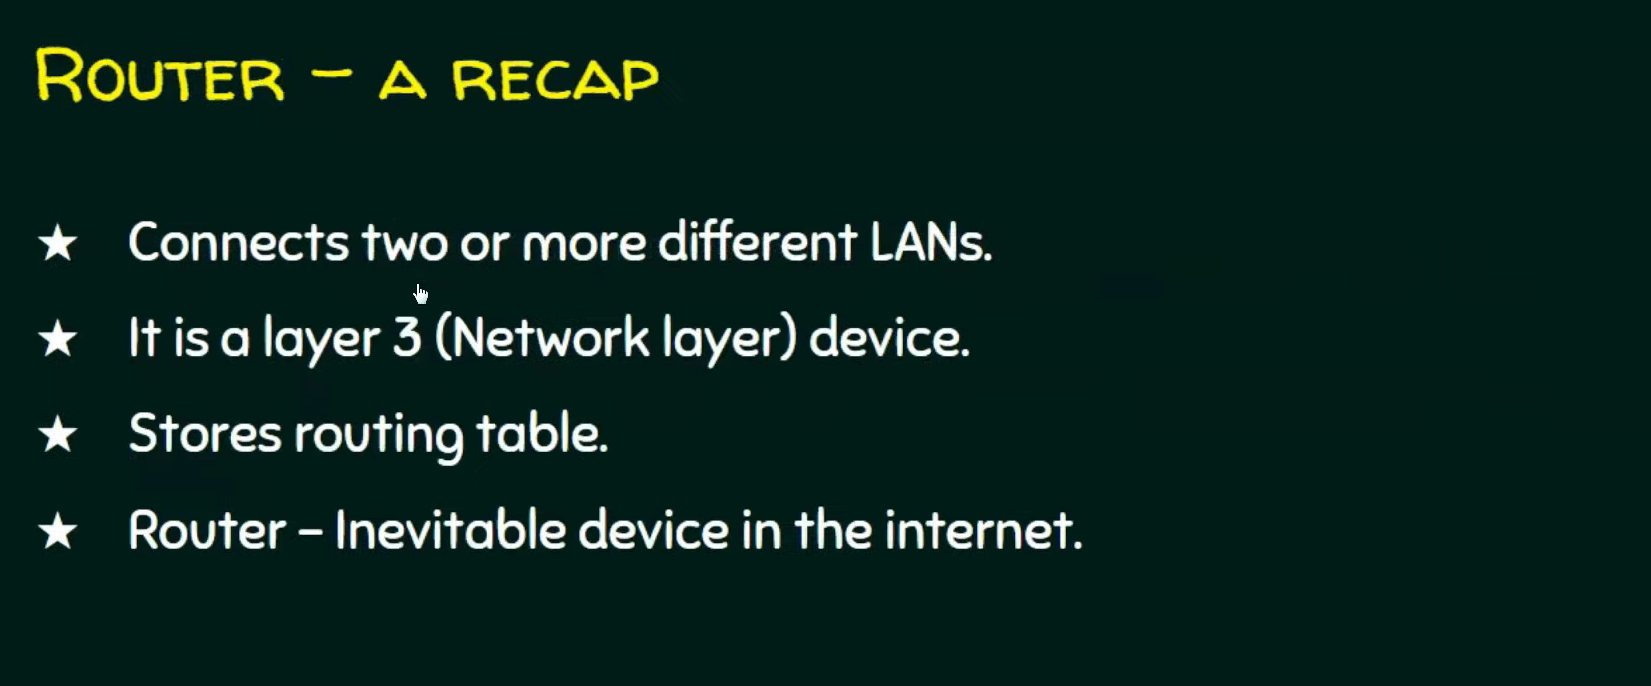 ROUTER – A RECAP
★ Connects two or more different LANs.
★ It is a layer 3 (Network layer) device.
★ Stores routing table.
★ Router – Inevitable device in the internet.